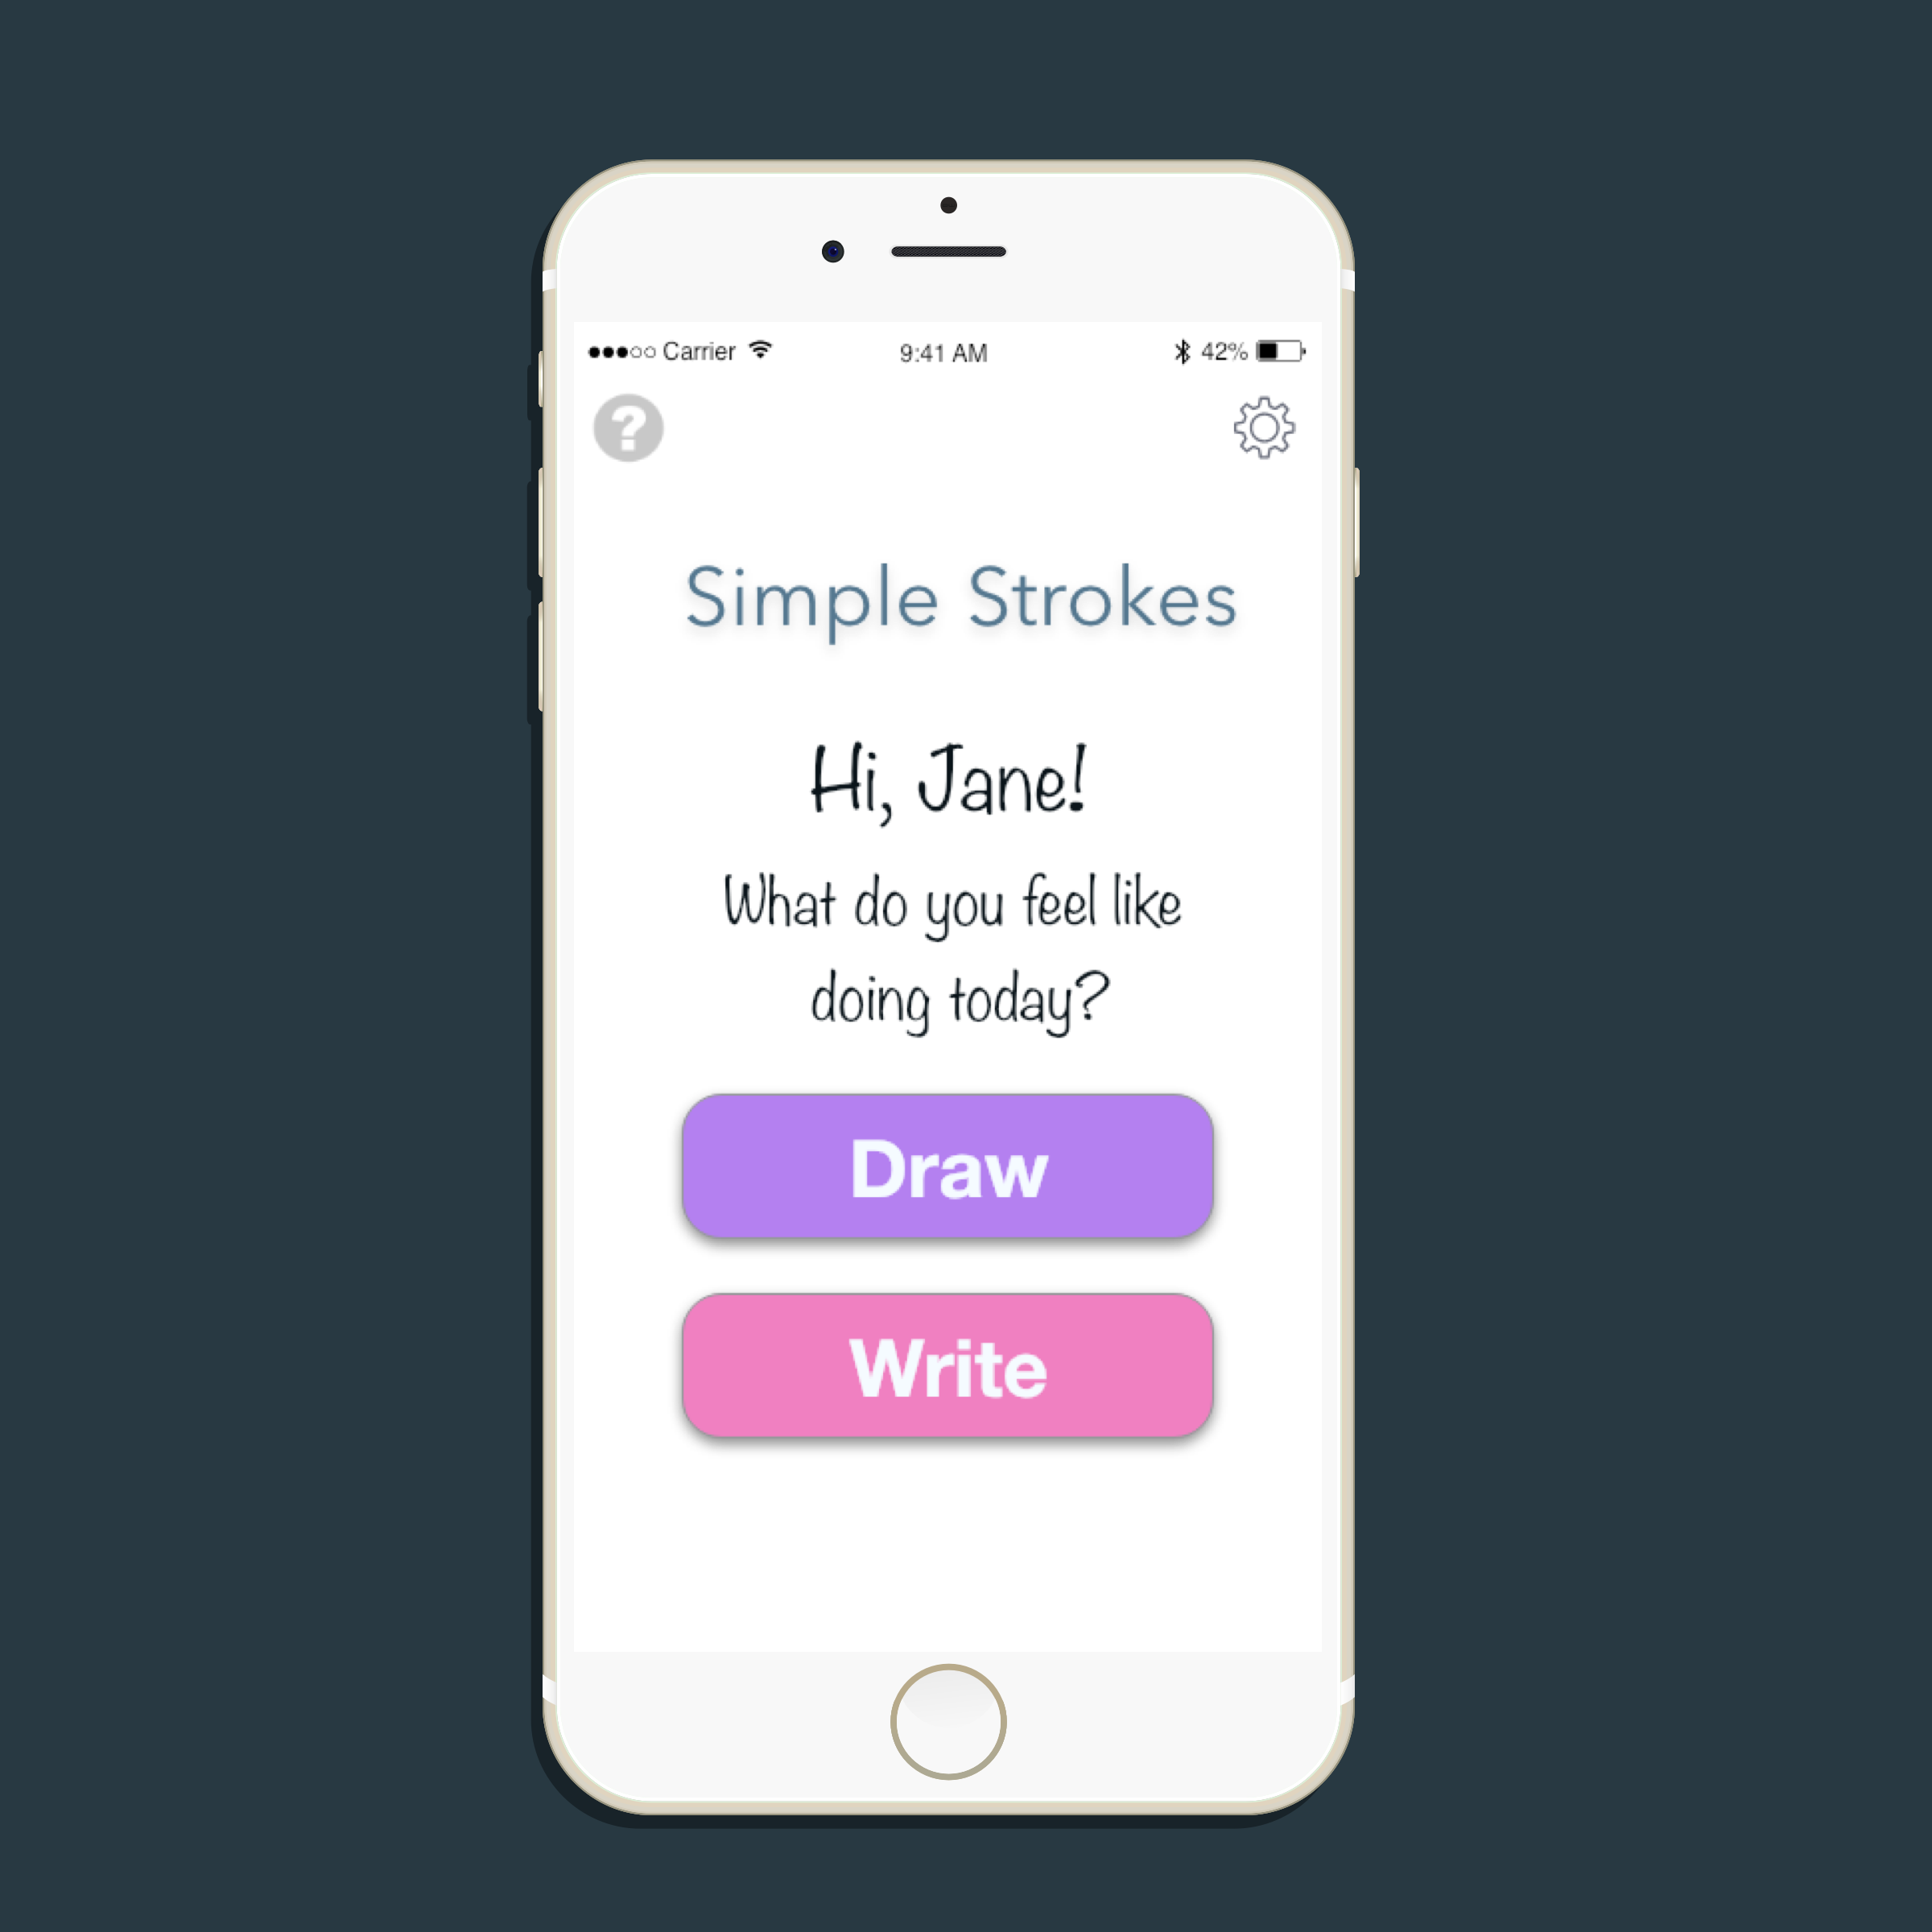 Carrier 9:41 AM 42%
?
Simple Strokes
Hi, Jane!
What do you feel like
doing today?
Draw
Write